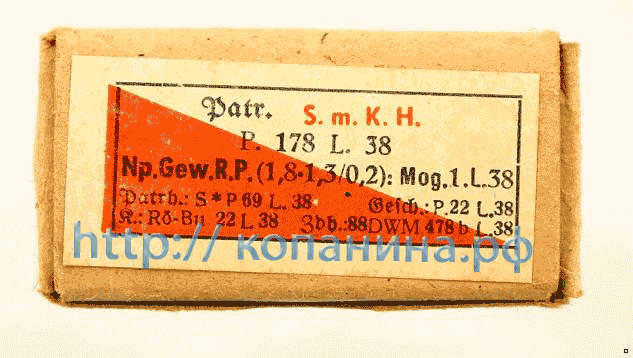 Patr. S. m. K. H.
P. 178 L. 38
Np.Gew.R.P.(1,8·1,3/0,2): Mog.1.L.38
Patrh.: S*P 69 L. 38 Gesch.: P.22 L.38
K.: Rö-Bu 22 L 38 Zdh.:88DWM 478 b L.38
http:// копанина.рф